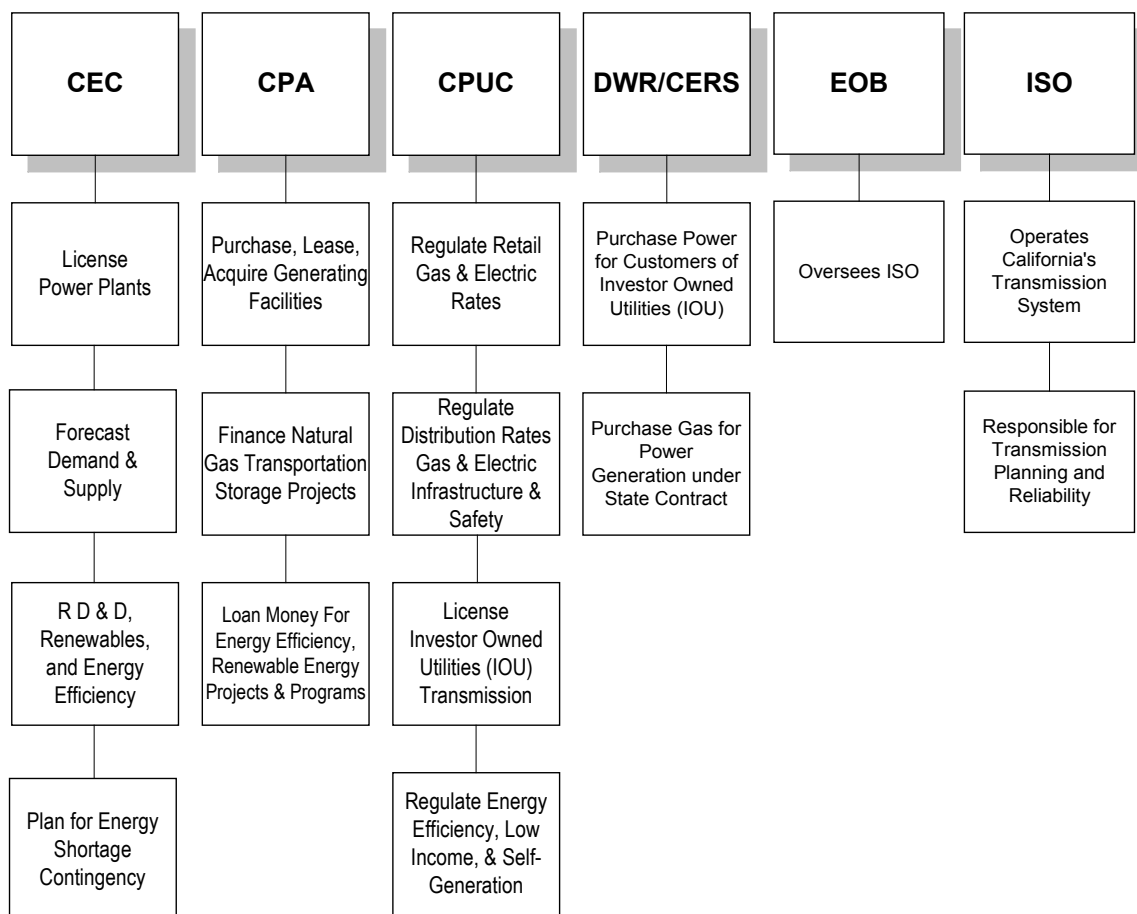 CEC
CPA
CPUC
DWR/CERS
EOB
ISO
License
Power Plants
Purchase, Lease,
Acquire Generating
Facilities
Regulate Retail
Gas & Electric
Rates
Purchase Power
for Customers of
Investor Owned
Utilities (IOU)
Oversees ISO
Operates
California's
Transmission
System
Forecast
Demand &
Supply
Finance Natural
Gas Transportation
Storage Projects
Regulate
Distribution Rates
Gas & Electric
Infrastructure &
Safety
Purchase Gas for
Power
Generation under
State Contract
Responsible for
Transmission
Planning and
Reliability
R D & D,
Renewables,
and Energy
Efficiency
Loan Money For
Energy Efficiency,
Renewable Energy
Projects & Programs
License
Investor Owned
Utilities (IOU)
Transmission
Plan for Energy
Shortage
Contingency
Regulate Energy
Efficiency, Low
Income, & Self-
Generation